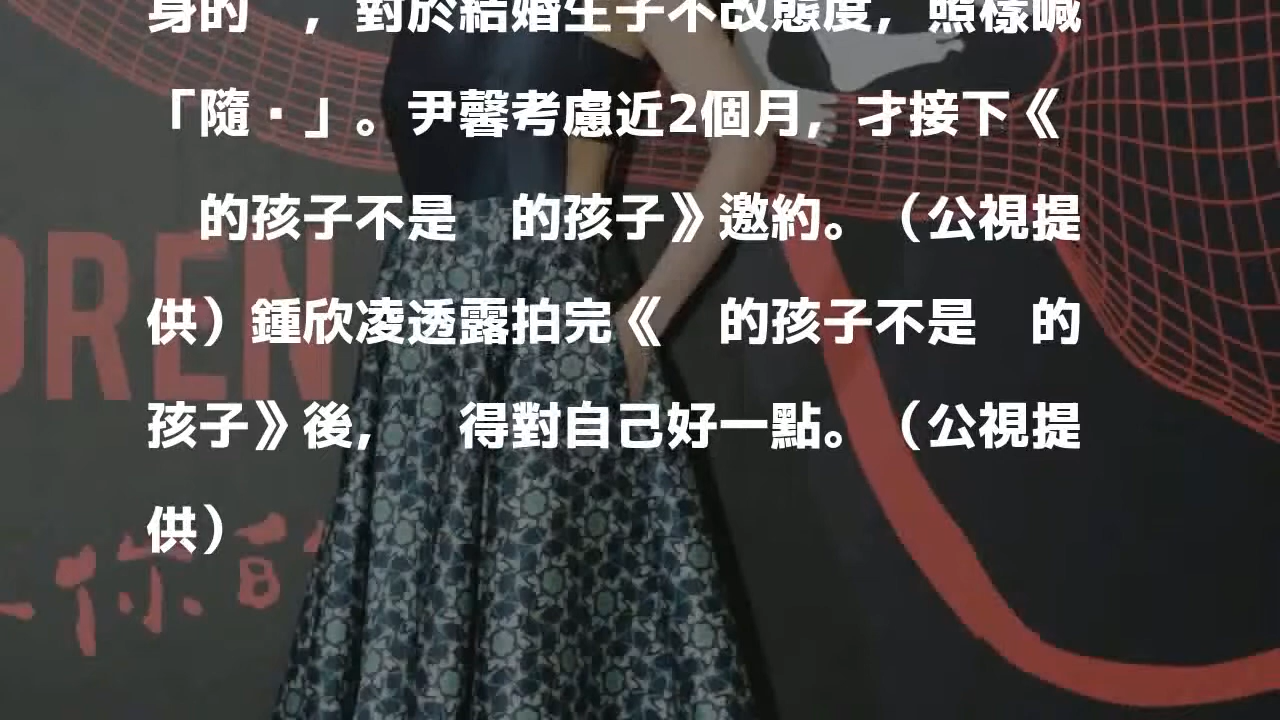 身的　，對於結婚生子不改態度，照樣喊
「隨·」。尹馨考慮近2個月，才接下《
　的孩子不是　的孩子》邀約。（公視提
供）鍾欣凌透露拍完《　的孩子不是　的
孩子》後，　得對自己好一點。（公視提
供）
DREN
你的